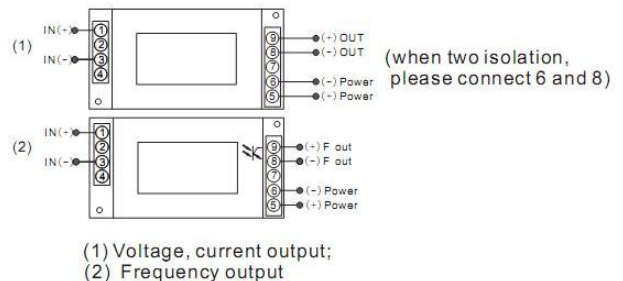 (1)
IN(+)
IN(-)
1
2
3
4
9
8
7
6
5
(+) OUT
(-) OUT
(-) Power
(+) Power
(when two isolation,
please connect 6 and 8)
(2)
IN(+)
IN(-)
1
2
3
4
9
8
7
6
5
(+) F out
(-) F out
(-) Power
(+) Power
(1) Voltage, current output;
(2) Frequency output